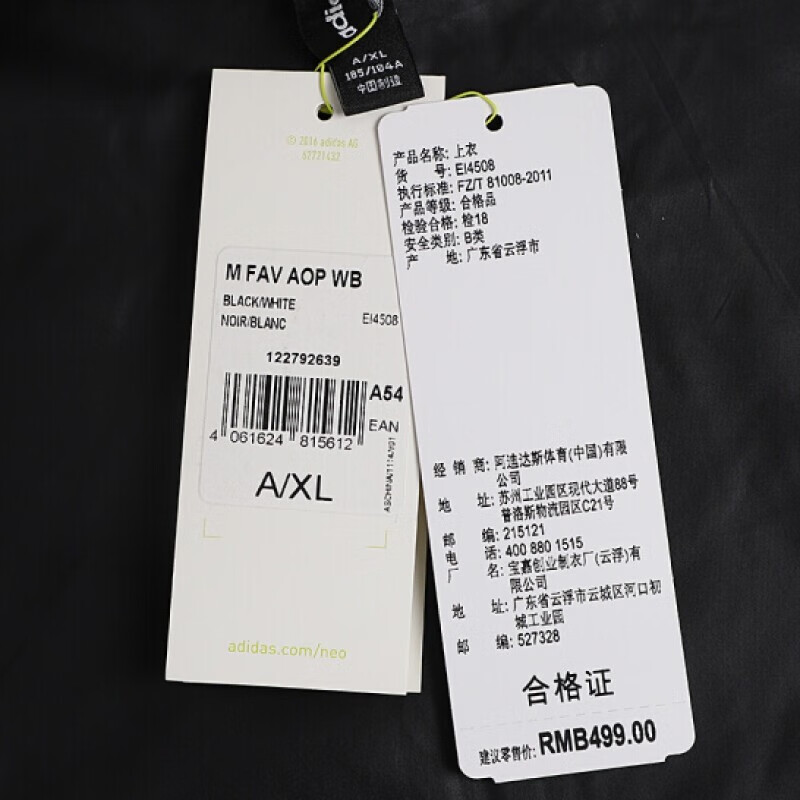 adidas
A/XL
185/104A
中国制造
© 2016 adidas AG
M FAV AOP WB
BLACK/WHITE
NOIR/BLANC
EI4508
122792639
A54
EAN
4 061624 815612
A/XL
adidas.com/neo
产品名称: 上衣
货 号: EI4508
执行标准: FZ/T 81008-2011
产品等级: 合格品
检验合格: 检18
安全类别: B类
产 地: 广东省云浮市
经 销 商: 阿迪达斯体育(中国)有限
公司
地 址: 苏州工业园区现代大道88号
普洛斯物流园区C21号
邮 编: 215121
电 话: 400 880 1515
厂 名: 宝嘉创业制衣厂(云浮)有
限公司
地 址: 广东省云浮市云城区河口初
城工业园
邮 编: 527328
合格证
建议零售价: RMB499.00